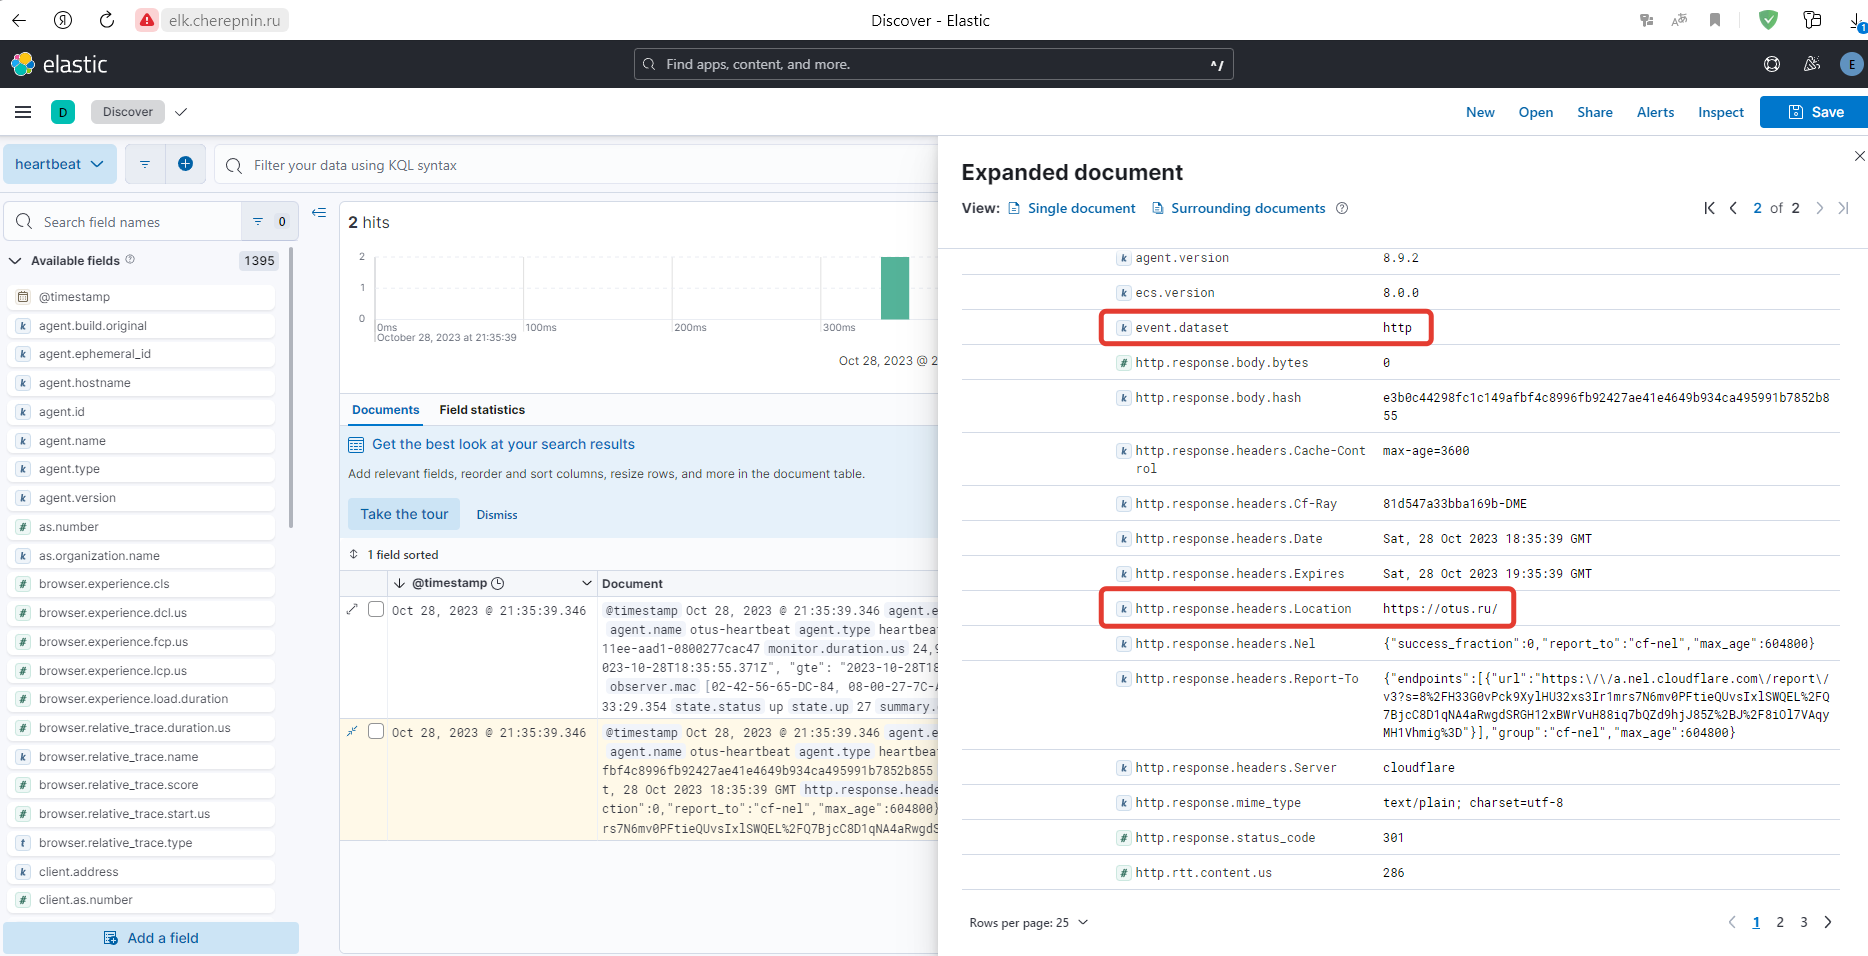 elk.cherepnin.ru
Discover - Elastic
1
elastic
Find apps, content, and more.
^/
E
D
Discover
New
Open
Share
Alerts
Inspect
Save
heartbeat
Filter your data using KQL syntax
Search field names
0
Available fields
1395
@timestamp
k agent.build.original
k agent.ephemeral_id
k agent.hostname
k agent.id
k agent.name
k agent.type
k agent.version
# as.number
k as.organization.name
# browser.experience.cls
# browser.experience.dcl.us
# browser.experience.fcp.us
# browser.experience.lcp.us
# browser.experience.load.duration
# browser.relative_trace.duration.us
k browser.relative_trace.name
# browser.relative_trace.score
# browser.relative_trace.start.us
t browser.relative_trace.type
k client.address
# client.as.number
Add a field
2 hits
2
1
0
0ms
100ms
200ms
300ms
October 28, 2023 at 21:35:39
Oct 28, 2023 @ 2
Documents
Field statistics
Get the best look at your search results
Add relevant fields, reorder and sort columns, resize rows, and more in the document table.
Take the tour
Dismiss
1 field sorted
@timestamp
Document
Oct 28, 2023 @ 21:35:39.346
@timestamp Oct 28, 2023 @ 21:35:39.346 agent.e
agent.name otus-heartbeat agent.type heartbea
11ee-aad1-0800277cac47 monitor.duration.us 24,9
023-10-28T18:35:55.371Z", "gte": "2023-10-28T18
observer.mac [02-42-56-65-DC-84, 08-00-27-7C-A
33:29.354 state.status up state.up 27 summary.
Oct 28, 2023 @ 21:35:39.346
@timestamp Oct 28, 2023 @ 21:35:39.346 agent.e
agent.name otus-heartbeat agent.type heartbea
fbf4c8996fb92427ae41e4649b934ca495991b7852b855
t, 28 Oct 2023 18:35:39 GMT http.response.heade
ction":0,"report_to":"cf-nel","max_age":604800}
rs7N6mv0PFtieQUvsIxlSWQEL%2FQ7BjcC8D1qNA4aRwgdS
Expanded document
View: Single document Surrounding documents
2 of 2
k agent.version 8.9.2
k ecs.version 8.0.0
k event.dataset http
# http.response.body.bytes 0
k http.response.body.hash e3b0c44298fc1c149afbf4c8996fb92427ae41e4649b934ca495991b7852b8
55
k http.response.headers.Cache-Cont max-age=3600
rol
k http.response.headers.Cf-Ray 81d547a33bba169b-DME
k http.response.headers.Date Sat, 28 Oct 2023 18:35:39 GMT
k http.response.headers.Expires Sat, 28 Oct 2023 19:35:39 GMT
k http.response.headers.Location https://otus.ru/
k http.response.headers.Nel {"success_fraction":0,"report_to":"cf-nel","max_age":604800}
k http.response.headers.Report-To {"endpoints":[{"url":"https:\/\/a.nel.cloudflare.com\/report\/
v3?s=8%2FH33G0vPck9XylHU32xs3Ir1mrs7N6mv0PFtieQUvsIxlSWQEL%2FQ
7BjcC8D1qNA4aRwgdSRGH12xBWrVuH88iq7bQZd9hjJ85Z%2BJ%2F8iOl7VAqy
MH1Vhmig%3D"}],"group":"cf-nel","max_age":604800}
k http.response.headers.Server cloudflare
k http.response.mime_type text/plain; charset=utf-8
# http.response.status_code 301
# http.rtt.content.us 286
Rows per page: 25
1 2 3